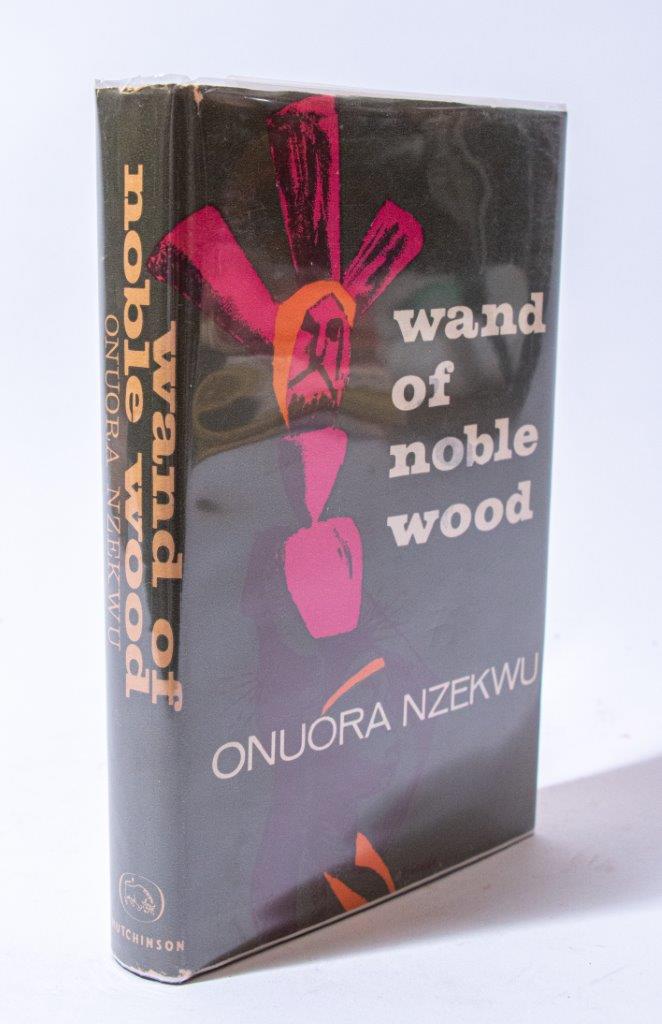 wand of
noble wood
ONUORA NZEKWU
HUTCHINSON
wand
of
noble
wood
ONUORA NZEKWU